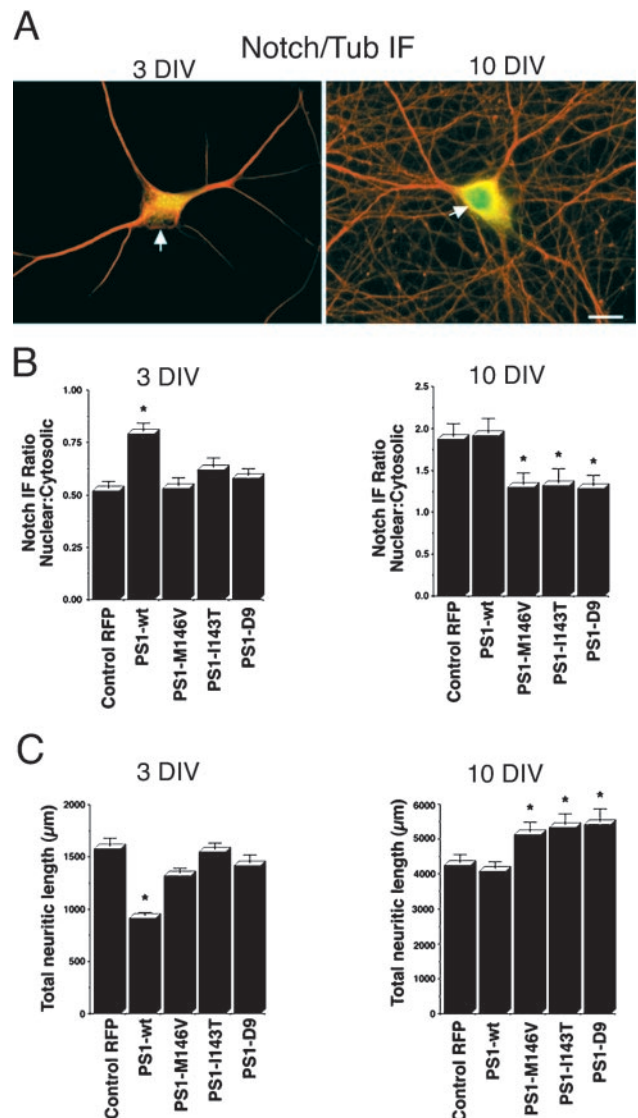 A
Notch/Tub IF
3 DIV
10 DIV
B
3 DIV
Notch IF Ratio
Nuclear:Cytosolic
1.00
0.75
0.50
0.25
0.00
*
Control RFP
PS1-wt
PS1-M146V
PS1-I143T
PS1-D9
10 DIV
Notch IF Ratio
Nuclear:Cytosolic
2.5
2.0
1.5
1.0
0.5
0.0
* * *
Control RFP
PS1-wt
PS1-M146V
PS1-I143T
PS1-D9
C
3 DIV
Total neuritic length (µm)
2000
1500
1000
500
0
*
Control RFP
PS1-wt
PS1-M146V
PS1-I143T
PS1-D9
10 DIV
Total neuritic length (µm)
6000
5000
4000
3000
2000
1000
0
* * *
Control RFP
PS1-wt
PS1-M146V
PS1-I143T
PS1-D9